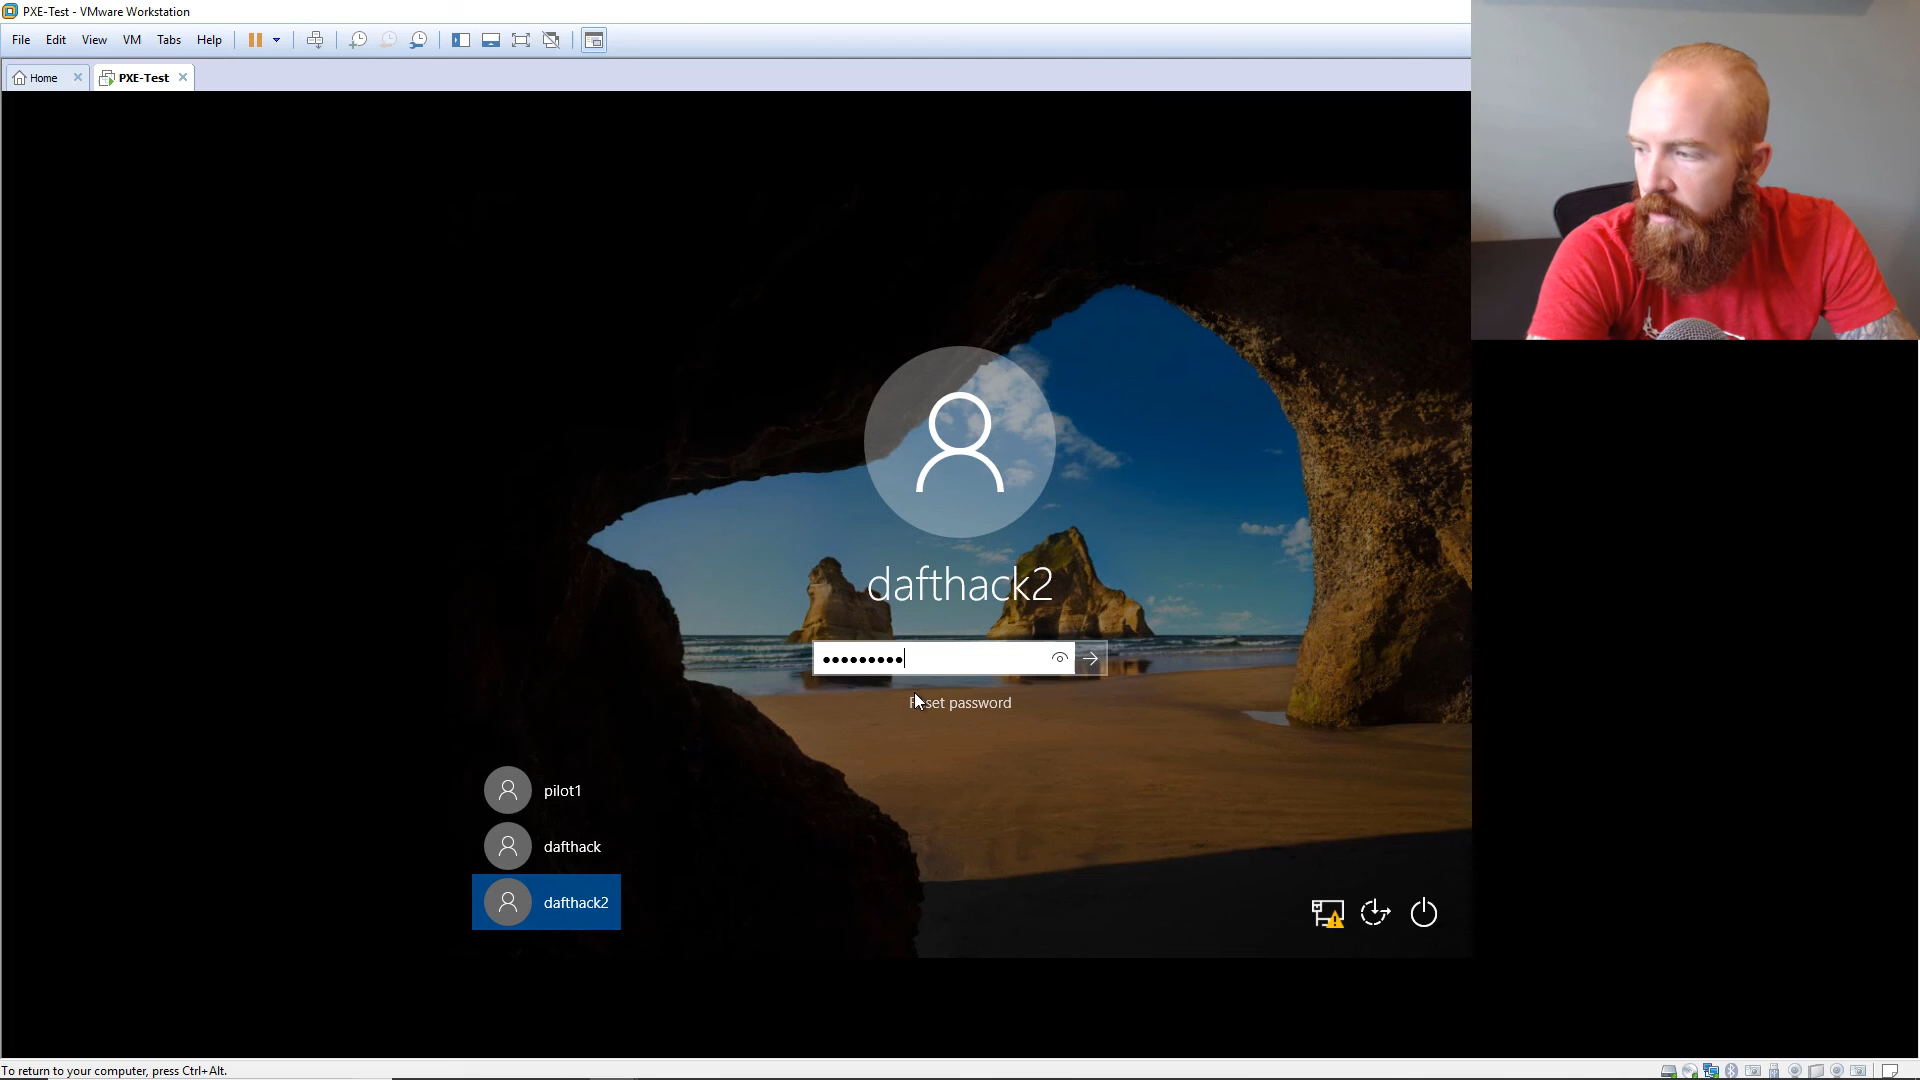 PXE-Test - VMware Workstation
File Edit View VM Tabs Help
Home PXE-Test
dafthack2
Reset password
pilot1
dafthack
dafthack2
To return to your computer, press Ctrl+Alt.